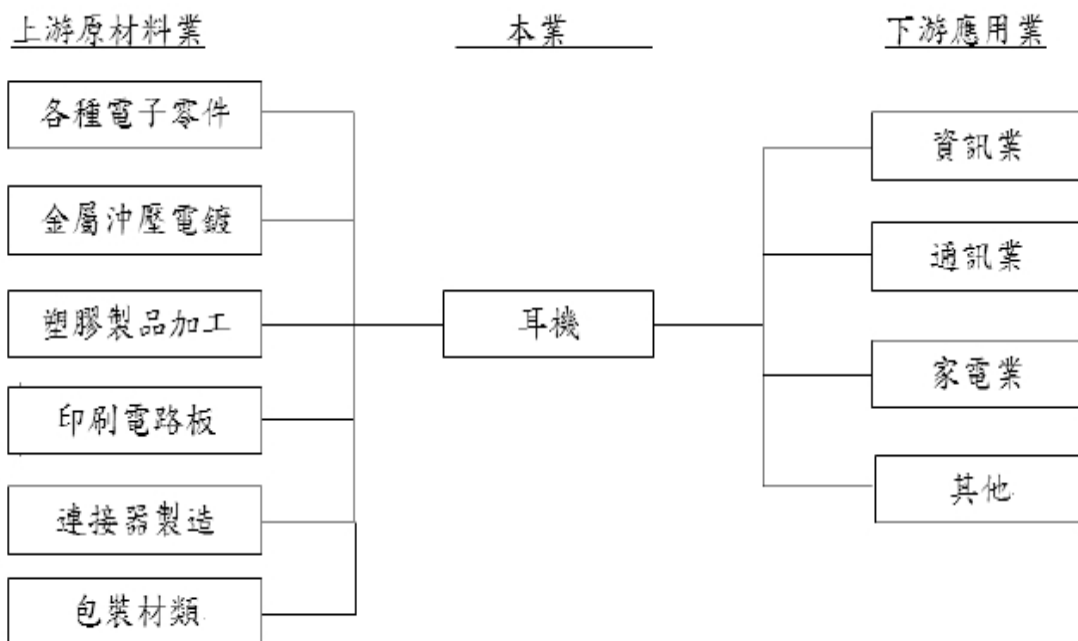 上游原材料業
本業
下游應用業
各種電子零件
金屬沖壓電鍍
塑膠製品加工
印刷電路板
連接器製造
包裝材類
耳機
資訊業
通訊業
家電業
其他